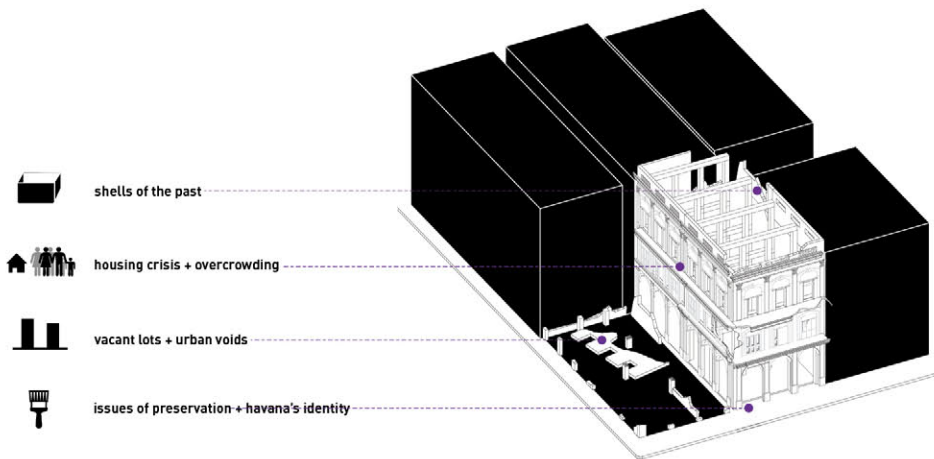 shells of the past
housing crisis + overcrowding
vacant lots + urban voids
issues of preservation + havana's identity